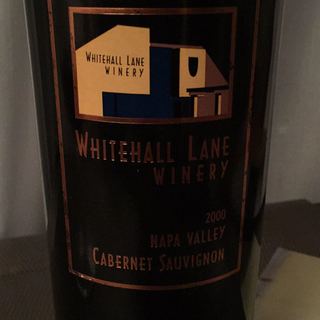 WHITEHALL LANE
WINERY
WHITEHALL LANE
WINERY
2000
NAPA VALLEY
CABERNET SAUVIGNON